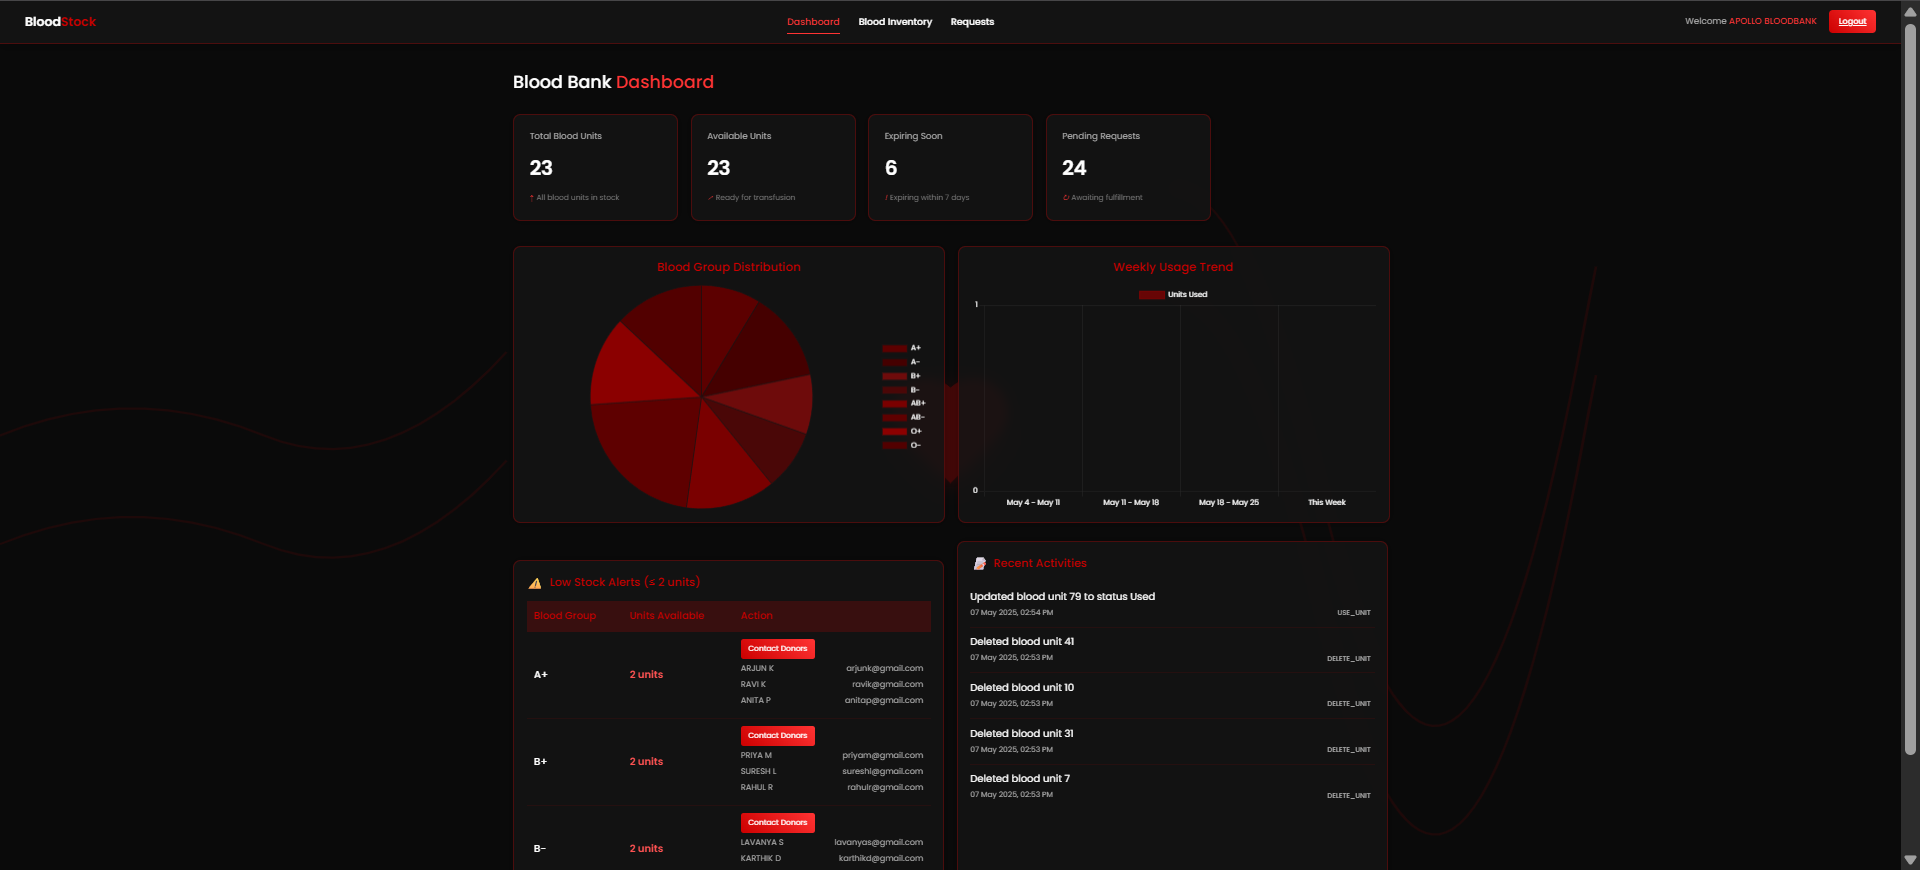 BloodStock
Dashboard Blood Inventory Requests
Welcome APOLLO BLOODBANK Logout
Blood Bank Dashboard
Total Blood Units
23
All blood units in stock
Available Units
23
Ready for transfusion
Expiring Soon
6
Expiring within 7 days
Pending Requests
24
Awaiting fulfillment
Blood Group Distribution
A+
A-
B+
B-
AB+
AB-
O+
O-
Weekly Usage Trend
Units Used
1
0
May 4 - May 11 May 11 - May 18 May 18 - May 25 This Week
Low Stock Alerts (≤ 2 units)
Blood Group Units Available Action
A+ 2 units
Contact Donors
ARJUN K arjunk@gmail.com
RAVI K ravik@gmail.com
ANITA P anitap@gmail.com
B+ 2 units
Contact Donors
PRIYA M priyam@gmail.com
SURESH L sureshl@gmail.com
RAHUL R rahulr@gmail.com
B- 2 units
Contact Donors
LAVANYA S lavanyas@gmail.com
KARTHIK D karthikd@gmail.com
Recent Activities
Updated blood unit 79 to status Used
07 May 2025, 02:54 PM USE_UNIT
Deleted blood unit 41
07 May 2025, 02:53 PM DELETE_UNIT
Deleted blood unit 10
07 May 2025, 02:53 PM DELETE_UNIT
Deleted blood unit 31
07 May 2025, 02:53 PM DELETE_UNIT
Deleted blood unit 7
07 May 2025, 02:53 PM DELETE_UNIT